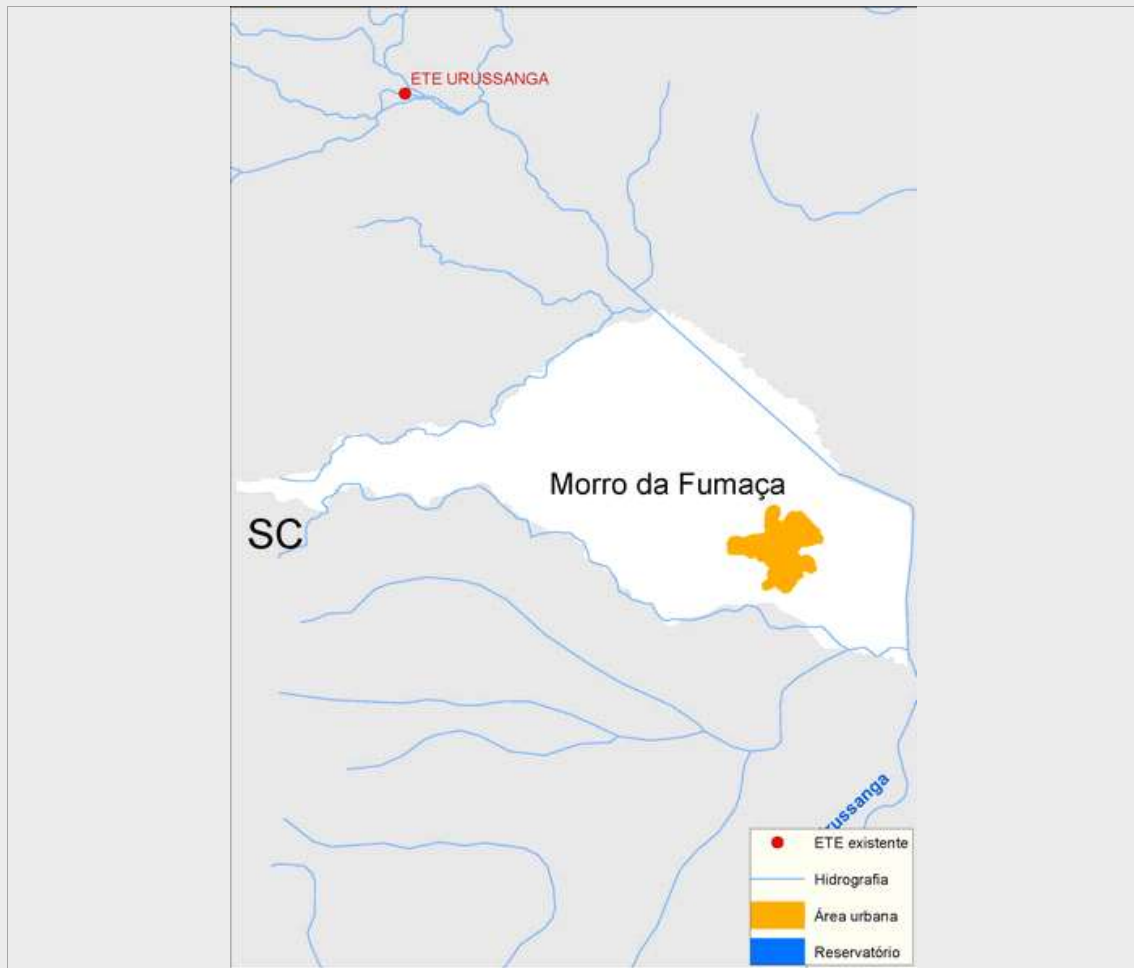 ETE URUSSANGA
Morro da Fumaça
SC
ETE existente
Hidrografia
Área urbana
Reservatório